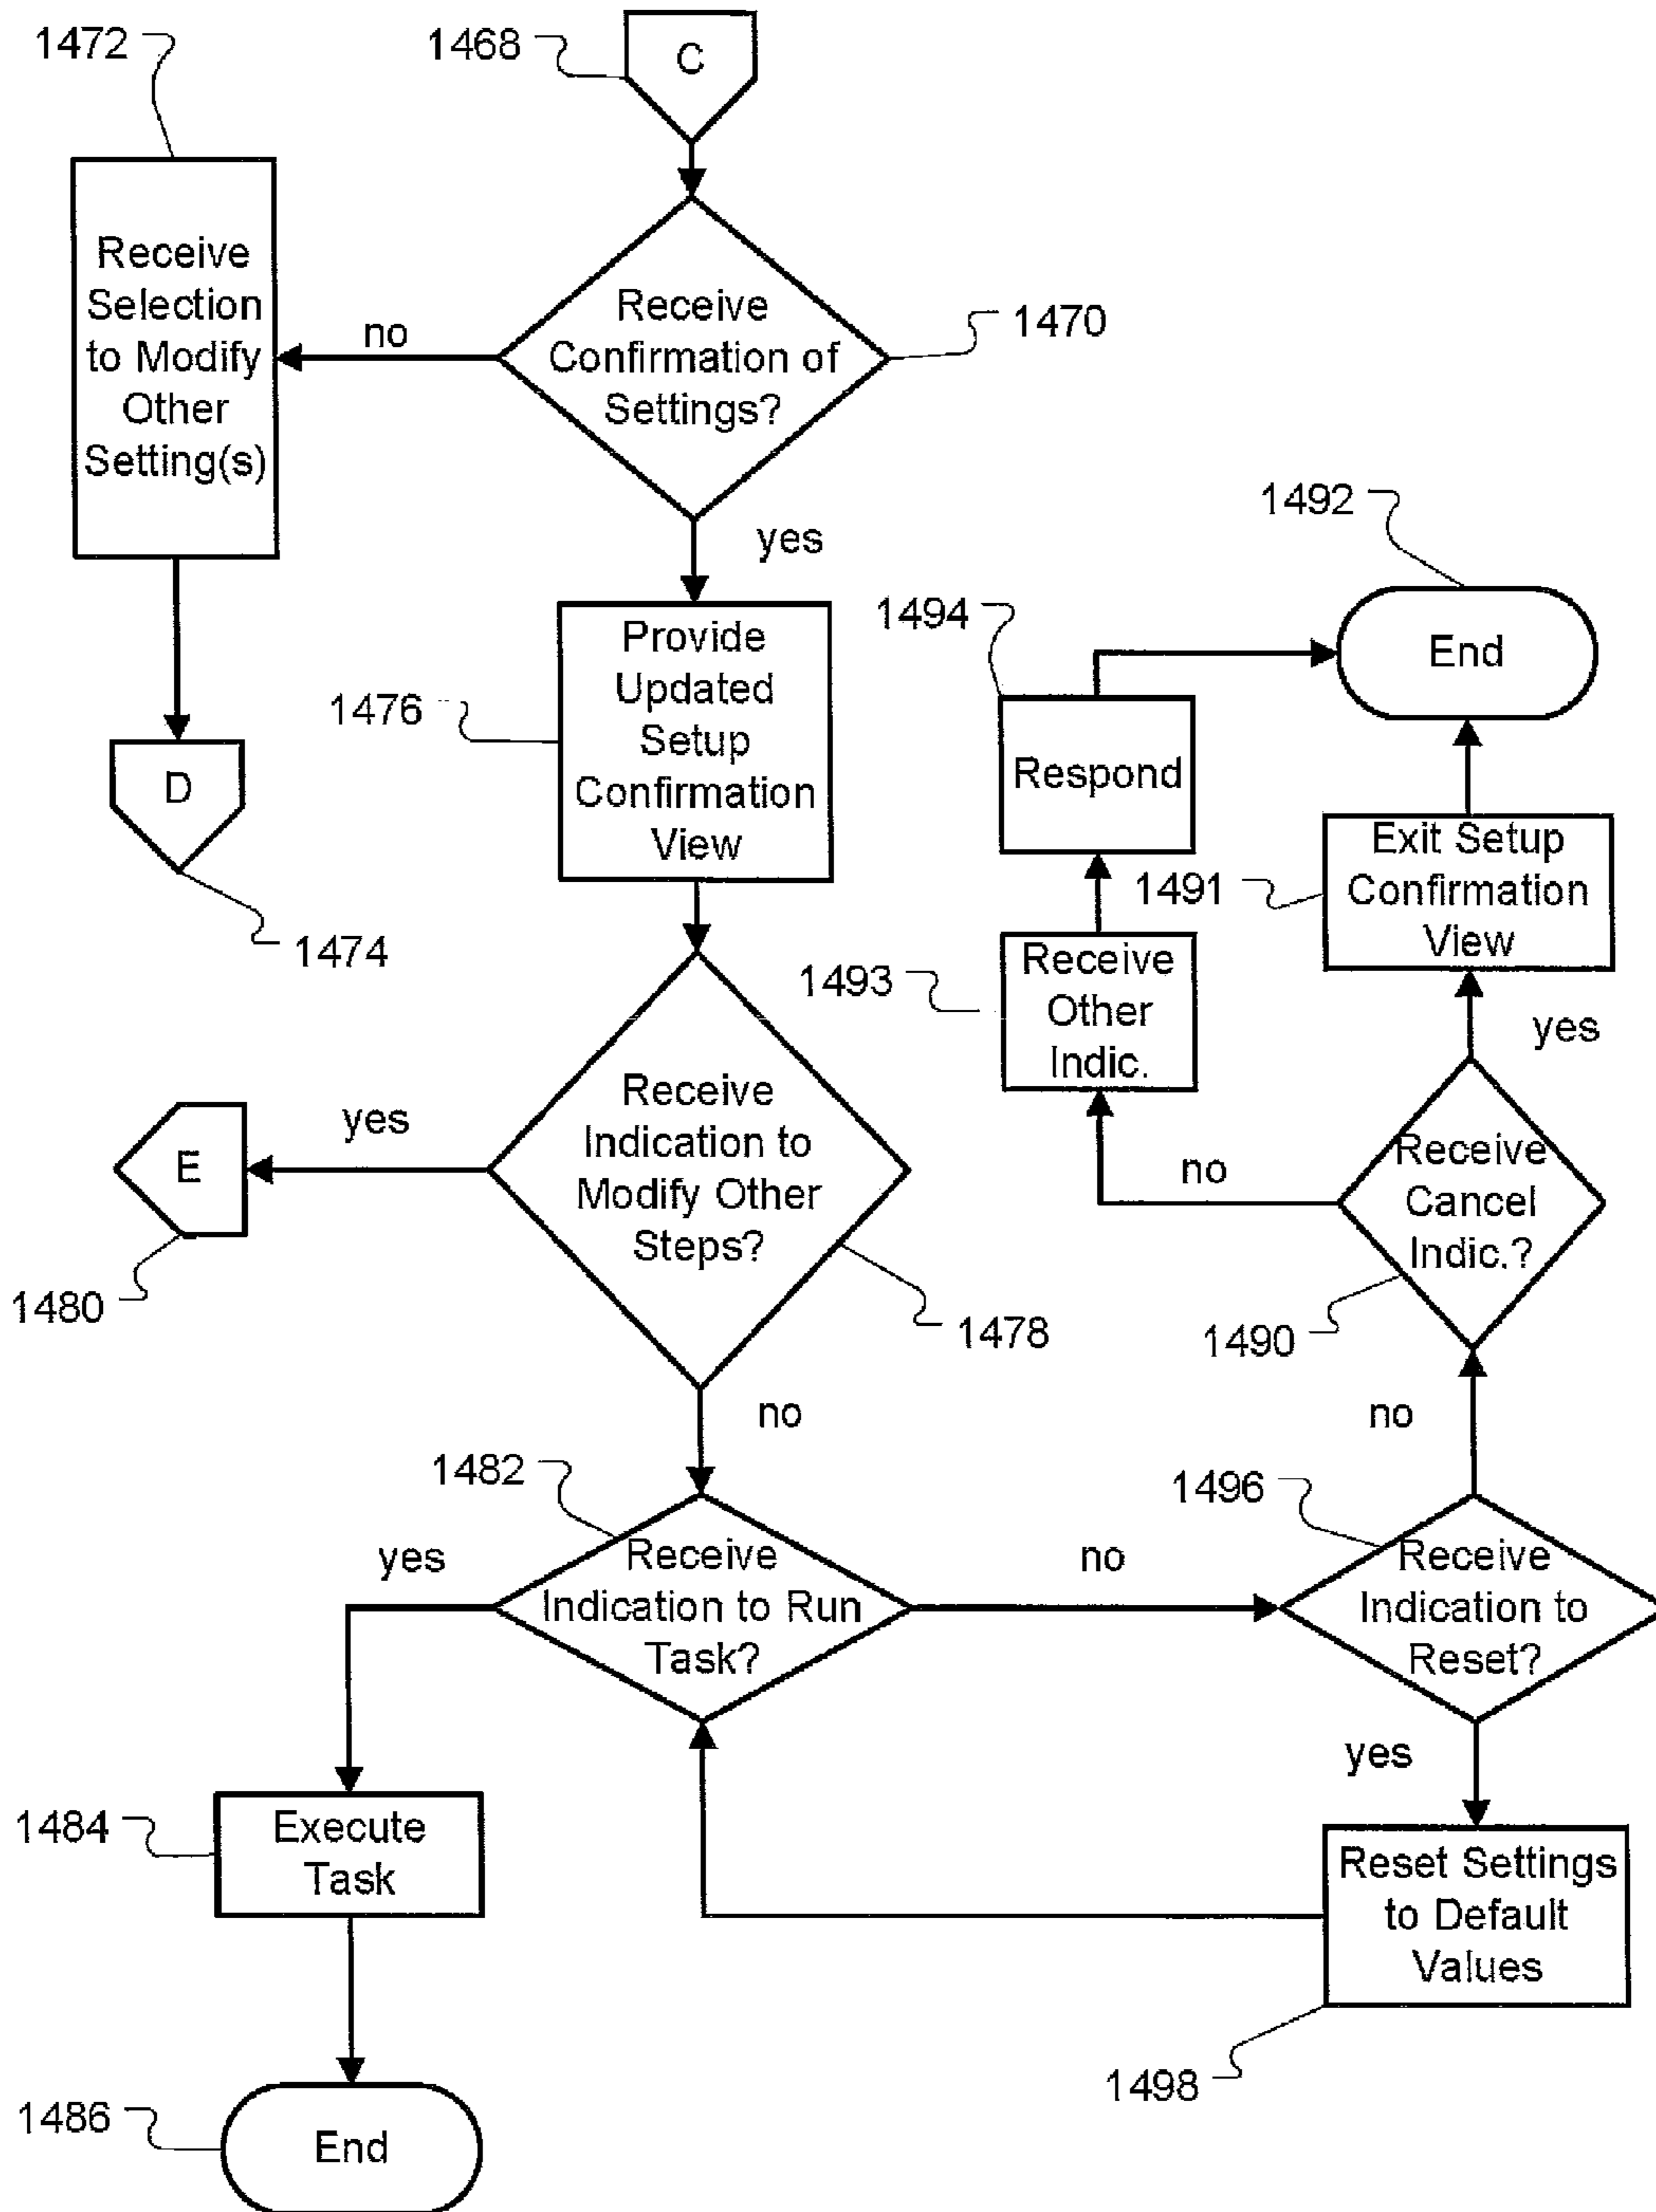 1472
1468
C
Receive
Selection
to Modify
Other
Setting(s)
no
Receive
Confirmation of
Settings?
1470
yes
D
1474
1476
Provide
Updated
Setup
Confirmation
View
1492
End
1494
Respond
1491
Exit Setup
Confirmation
View
1493
Receive
Other
Indic.
yes
no
Receive
Cancel
Indic.?
1490
E
yes
1480
Receive
Indication to
Modify Other
Steps?
1478
no
no
1482
yes
Receive
Indication to Run
Task?
no
1496
Receive
Indication to
Reset?
yes
1484
Execute
Task
Reset Settings
to Default
Values
1498
1486
End